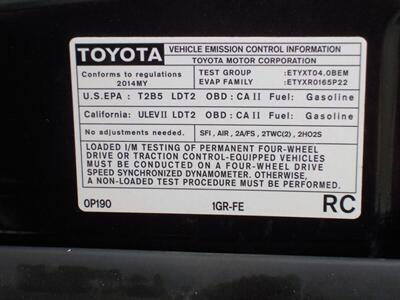 TOYOTA VEHICLE EMISSION CONTROL INFORMATION
TOYOTA MOTOR CORPORATION
Conforms to regulations TEST GROUP :ETYXT04.0BEM
2014MY EVAP FAMILY :ETYXR0165P22
U.S.EPA : T2B5 LDT2 OBD : CA II Fuel: Gasoline
California: ULEV II LDT2 OBD : CA II Fuel: Gasoline
No adjustments needed. SFI , AIR , 2A/FS, 2TWC(2) , 2HO2S
LOADED I/M TESTING OF PERMANENT FOUR-WHEEL
DRIVE OR TRACTION CONTROL-EQUIPPED VEHICLES
MUST BE CONDUCTED ON A FOUR-WHEEL DRIVE
SPEED SYNCHRONIZED DYNAMOMETER. OTHERWISE,
A NON-LOADED TEST PROCEDURE MUST BE PERFORMED.
0P190 1GR-FE RC